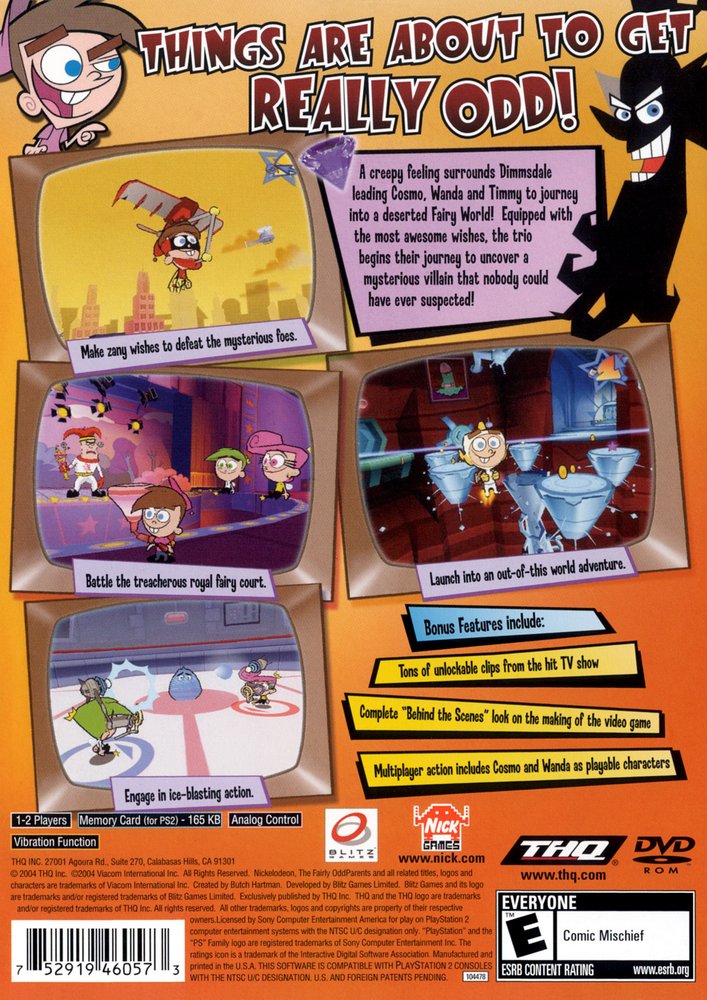 THINGS ARE ABOUT TO GET
REALLY ODD!
A creepy feeling surrounds Dimmsdale
leading Cosmo, Wanda and Timmy to journey
into a deserted Fairy World! Equipped with
the most awesome wishes, the trio
begins their journey to uncover a
mysterious villain that nobody could
have ever suspected!
Make zany wishes to defeat the mysterious foes.
Battle the treacherous royal fairy court.
Launch into an out-of-this world adventure.
Engage in ice-blasting action.
Bonus Features include:
Tons of unlockable clips from the hit TV show
Complete "Behind the Scenes" look on the making of the video game
Multiplayer action includes Cosmo and Wanda as playable characters
1-2 Players
Memory Card (for PS2) - 165 KB
Analog Control
Vibration Function
BLITZ
GAMES
NICK
GAMES
www.nick.com
THQ®
www.thq.com
DVD
ROM
THQ INC. 27001 Agoura Rd., Suite 270, Calabasas Hills, CA 91301
© 2004 THQ Inc. ©2004 Viacom International Inc. All Rights Reserved. Nickelodeon, The Fairly OddParents and all related titles, logos and
characters are trademarks of Viacom International Inc. Created by Butch Hartman. Developed by Blitz Games Limited. Blitz Games and its logo
are trademarks and/or registered trademarks of Blitz Games Limited. Exclusively published by THQ Inc. THQ and the THQ logo are trademarks
and/or registered trademarks of THQ Inc. All rights reserved. All other trademarks, logos and copyrights are property of their respective
owners.Licensed by Sony Computer Entertainment America for play on PlayStation 2
computer entertainment systems with the NTSC U/C designation only. "PlayStation" and the
"PS" Family logo are registered trademarks of Sony Computer Entertainment Inc. The
ratings icon is a trademark of the Interactive Digital Software Association. Manufactured and
printed in the U.S.A. THIS SOFTWARE IS COMPATIBLE WITH PLAYSTATION 2 CONSOLES
WITH THE NTSC U/C DESIGNATION. U.S. AND FOREIGN PATENTS PENDING.
104478
7 52919 46057 3
EVERYONE
E
TM
Comic Mischief
ESRB CONTENT RATING www.esrb.org